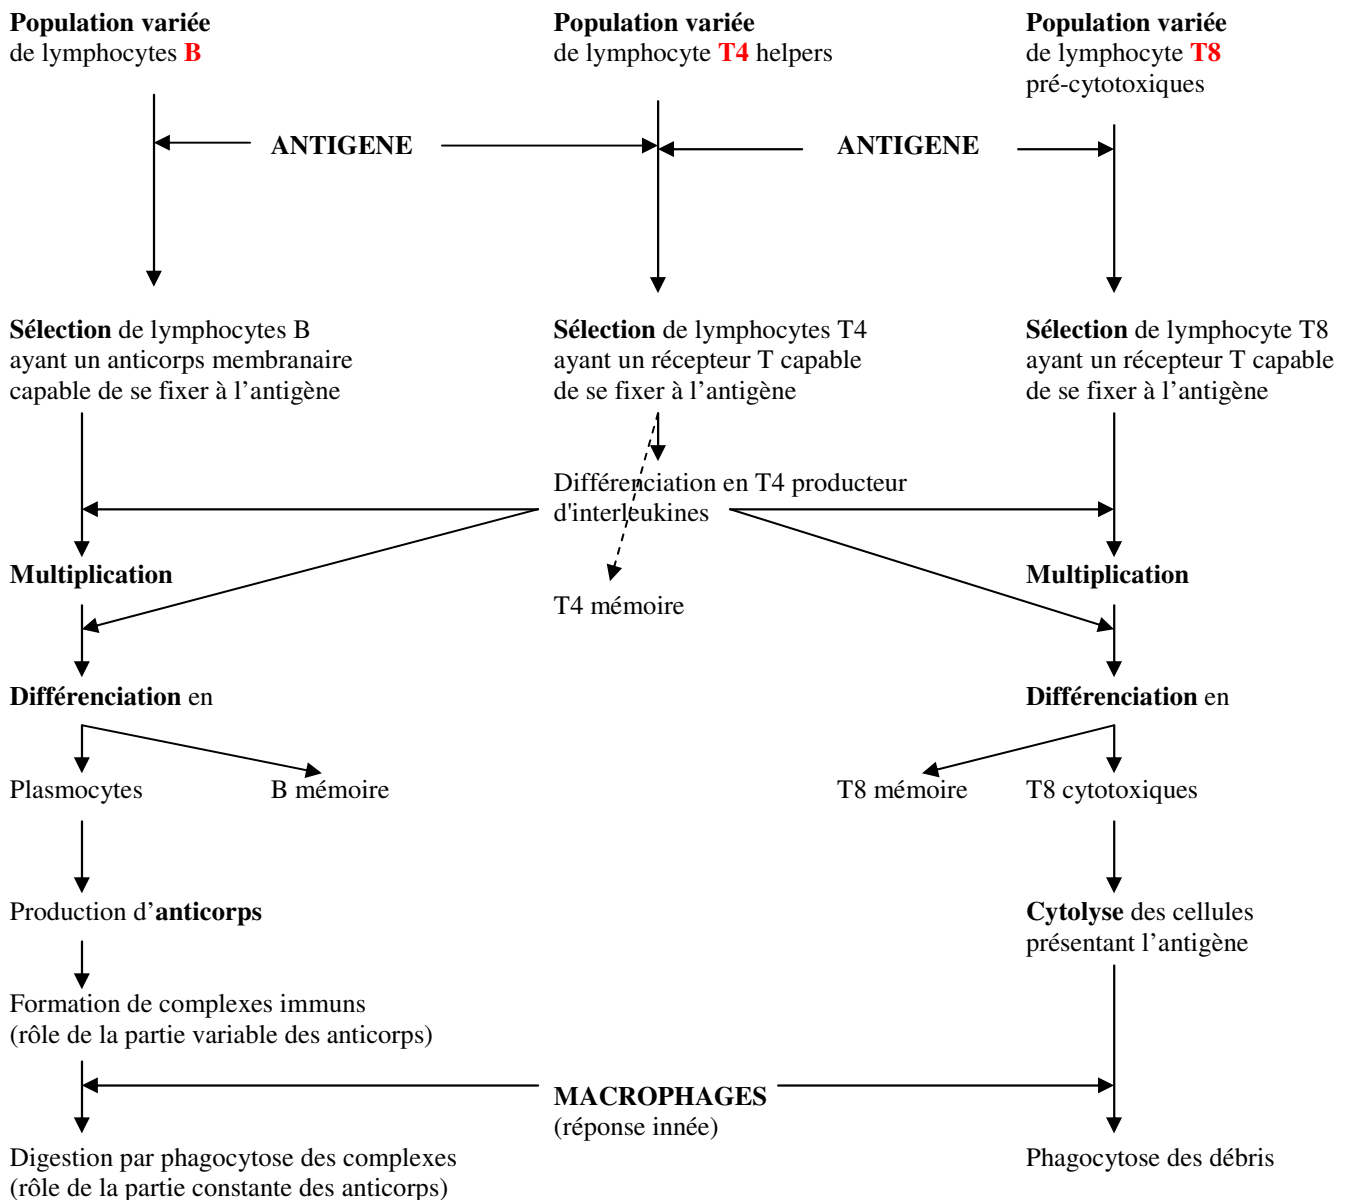 Population variée
de lymphocytes B
Population variée
de lymphocyte T4 helpers
Population variée
de lymphocyte T8
pré-cytotoxiques
ANTIGENE
ANTIGENE
Sélection de lymphocytes B
ayant un anticorps membranaire
capable de se fixer à l’antigène
Sélection de lymphocytes T4
ayant un récepteur T capable
de se fixer à l’antigène
Sélection de lymphocyte T8
ayant un récepteur T capable
de se fixer à l’antigène
Différenciation en T4 producteur
d'interleukines
Multiplication
T4 mémoire
Multiplication
Différenciation en
Différenciation en
Plasmocytes
B mémoire
T8 mémoire
T8 cytotoxiques
Production d’anticorps
Cytolyse des cellules
présentant l’antigène
Formation de complexes immuns
(rôle de la partie variable des anticorps)
MACROPHAGES
(réponse innée)
Digestion par phagocytose des complexes
(rôle de la partie constante des anticorps)
Phagocytose des débris